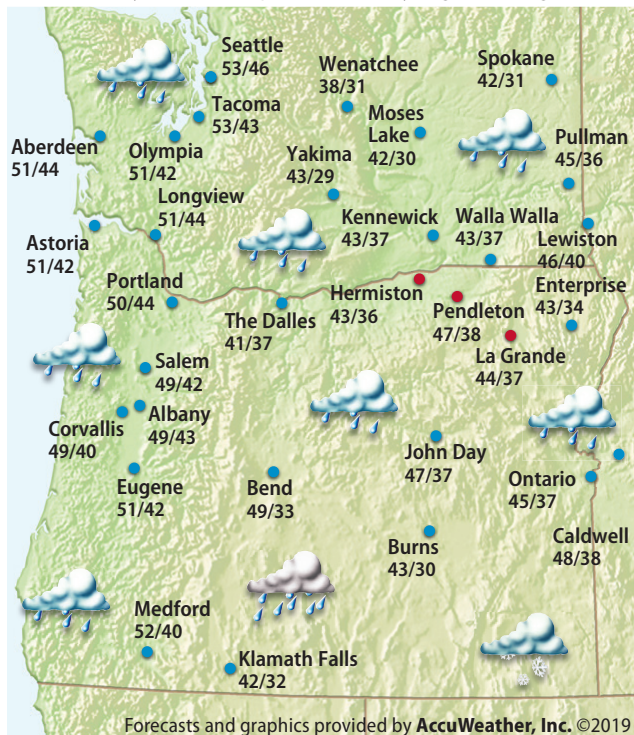 Seattle
53/46
Wenatchee
38/31
Spokane
42/31
Tacoma
53/43
Moses
Lake
42/30
Pullman
45/36
Aberdeen
51/44
Olympia
51/42
Yakima
43/29
Longview
51/44
Kennewick
43/37
Walla Walla
43/37
Lewiston
46/40
Astoria
51/42
Portland
50/44
The Dalles
41/37
Hermiston
43/36
Pendleton
47/38
Enterprise
43/34
La Grande
44/37
Salem
49/42
Albany
49/43
Corvallis
49/40
John Day
47/37
Eugene
51/42
Bend
49/33
Ontario
45/37
Burns
43/30
Caldwell
48/38
Medford
52/40
Klamath Falls
42/32
Forecasts and graphics provided by AccuWeather, Inc. ©2019